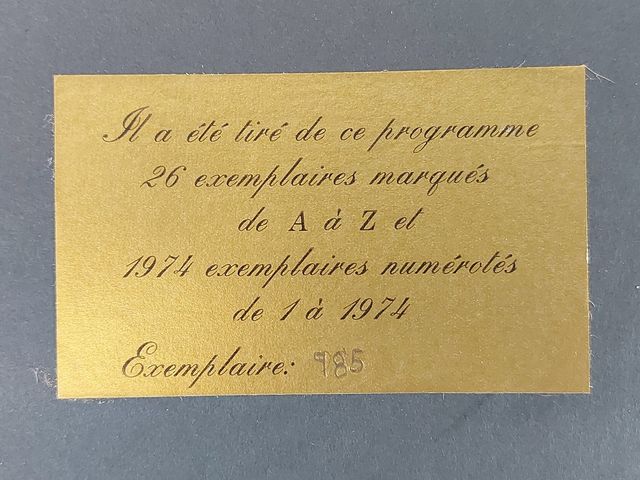 Il a été tiré de ce programme
26 exemplaires marqués
de A à Z et
1974 exemplaires numérotés
de 1 à 1974
Exemplaire: 985